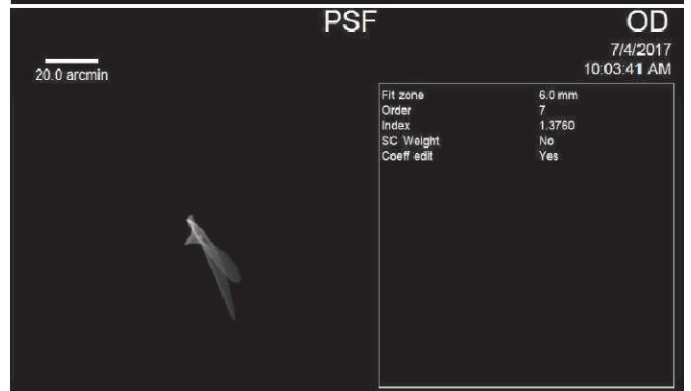 PSF
OD
7/4/2017
10:03:41 AM
20.0 arcmin
Fit zone 6.0 mm
Order 7
Index 1.3760
SC Weight No
Coeff edit Yes